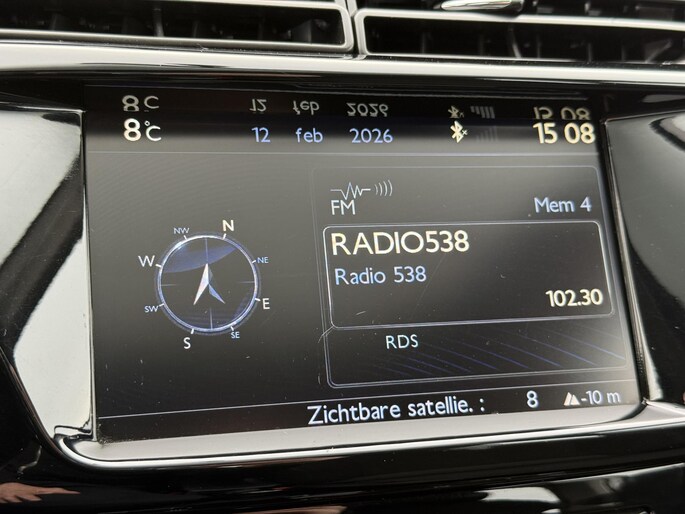 8°C 12 feb 2026 15 08
FM Mem 4
RADIO538
Radio 538
102.30
RDS
N
NW
NE
W
E
SW
SE
S
Zichtbare satellie. : 8 -10 m